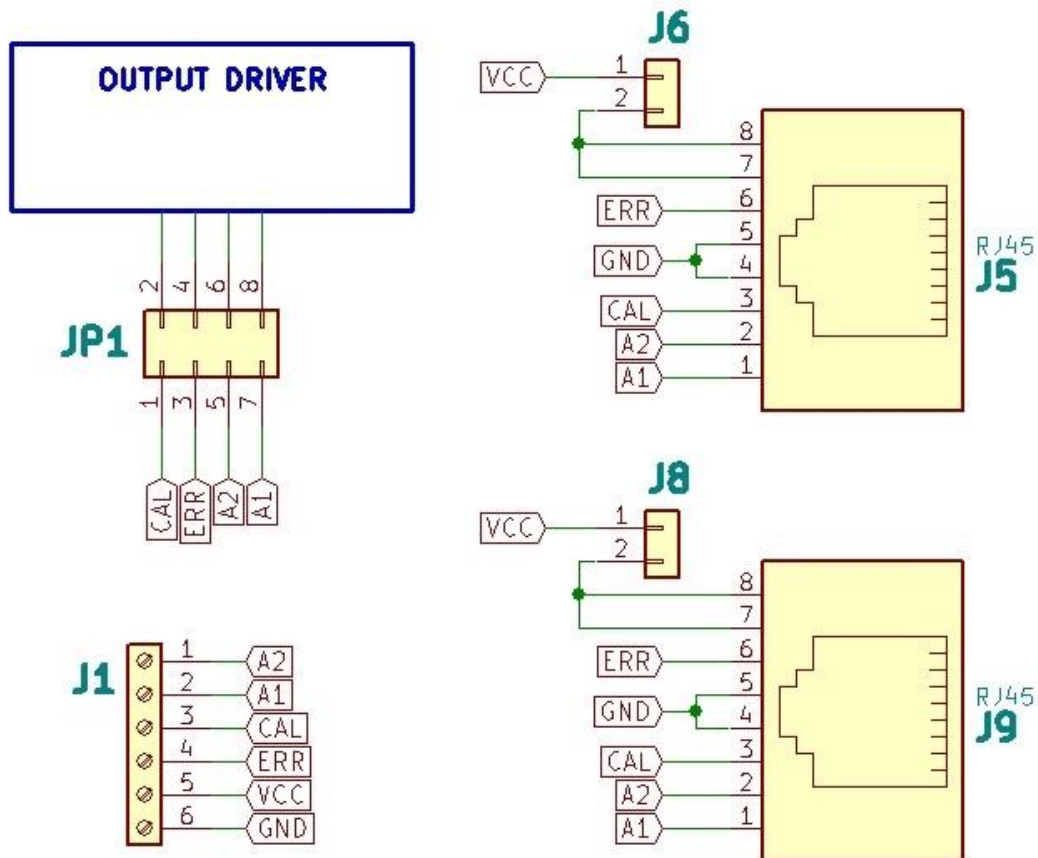 OUTPUT DRIVER
2 4 6 8
JP1
1 3 5 7
CAL ERR A2 A1
J1
1 A2
2 A1
3 CAL
4 ERR
5 VCC
6 GND
J6
VCC 1
2
8
7
ERR 6
5
GND
4
CAL 3
A2 2
A1 1
RJ45
J5
J8
VCC 1
2
8
7
ERR 6
5
GND
4
CAL 3
A2 2
A1 1
RJ45
J9